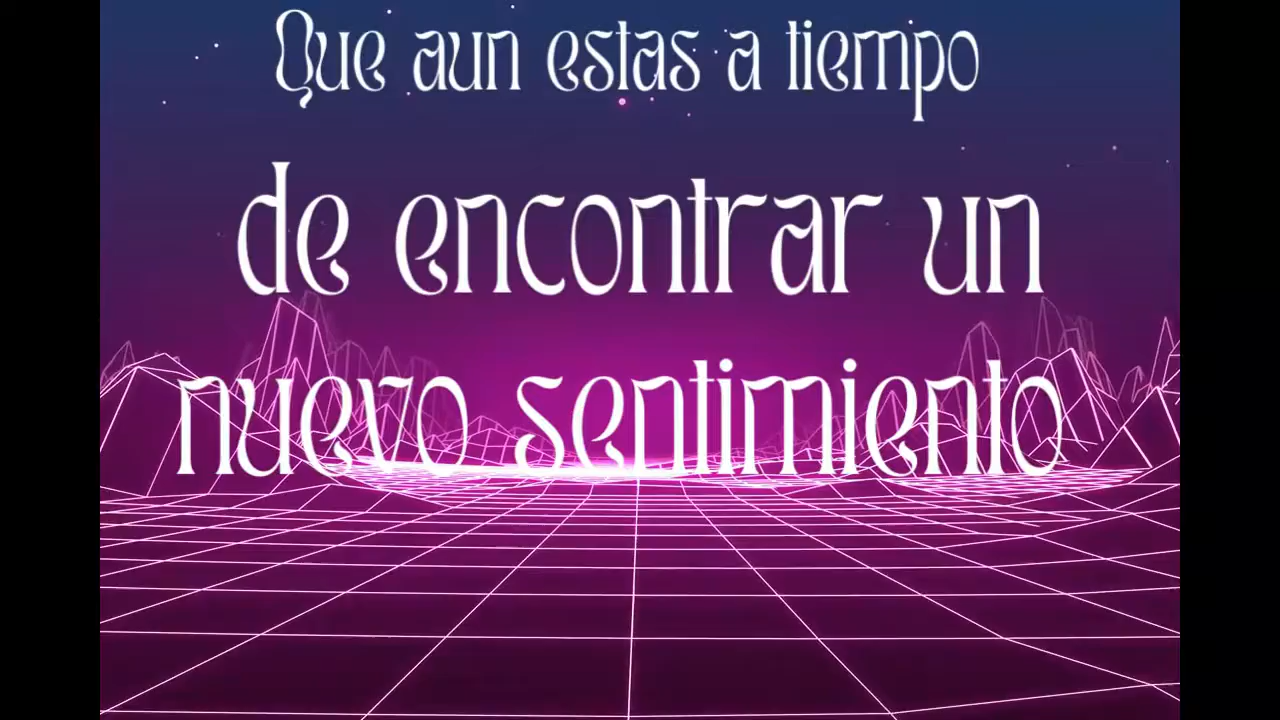 Que aun estas a tiempo
de encontrar un
nuevo sentimiento